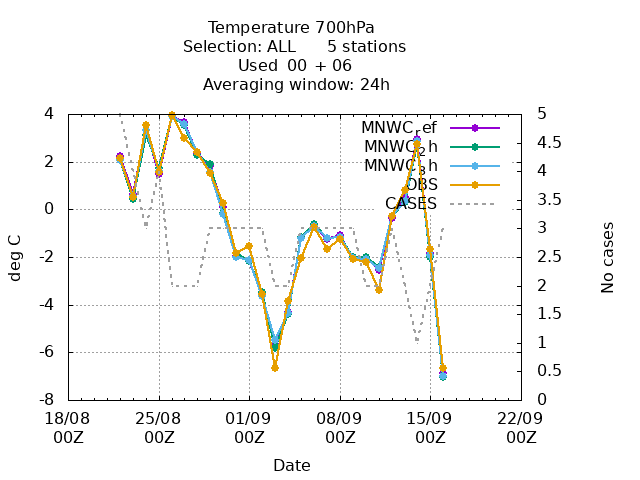 Temperature 700hPa
Selection: ALL 5 stations
Used 00 + 06
Averaging window: 24h
4
2
0
-2
-4
-6
-8
deg C
5
4.5
4
3.5
3
2.5
2
1.5
1
0.5
0
No cases
MNWCref
MNWC2h
MNWC3h
OBS
CASES
18/08 25/08 01/09 08/09 15/09 22/09
00Z 00Z 00Z 00Z 00Z 00Z
Date